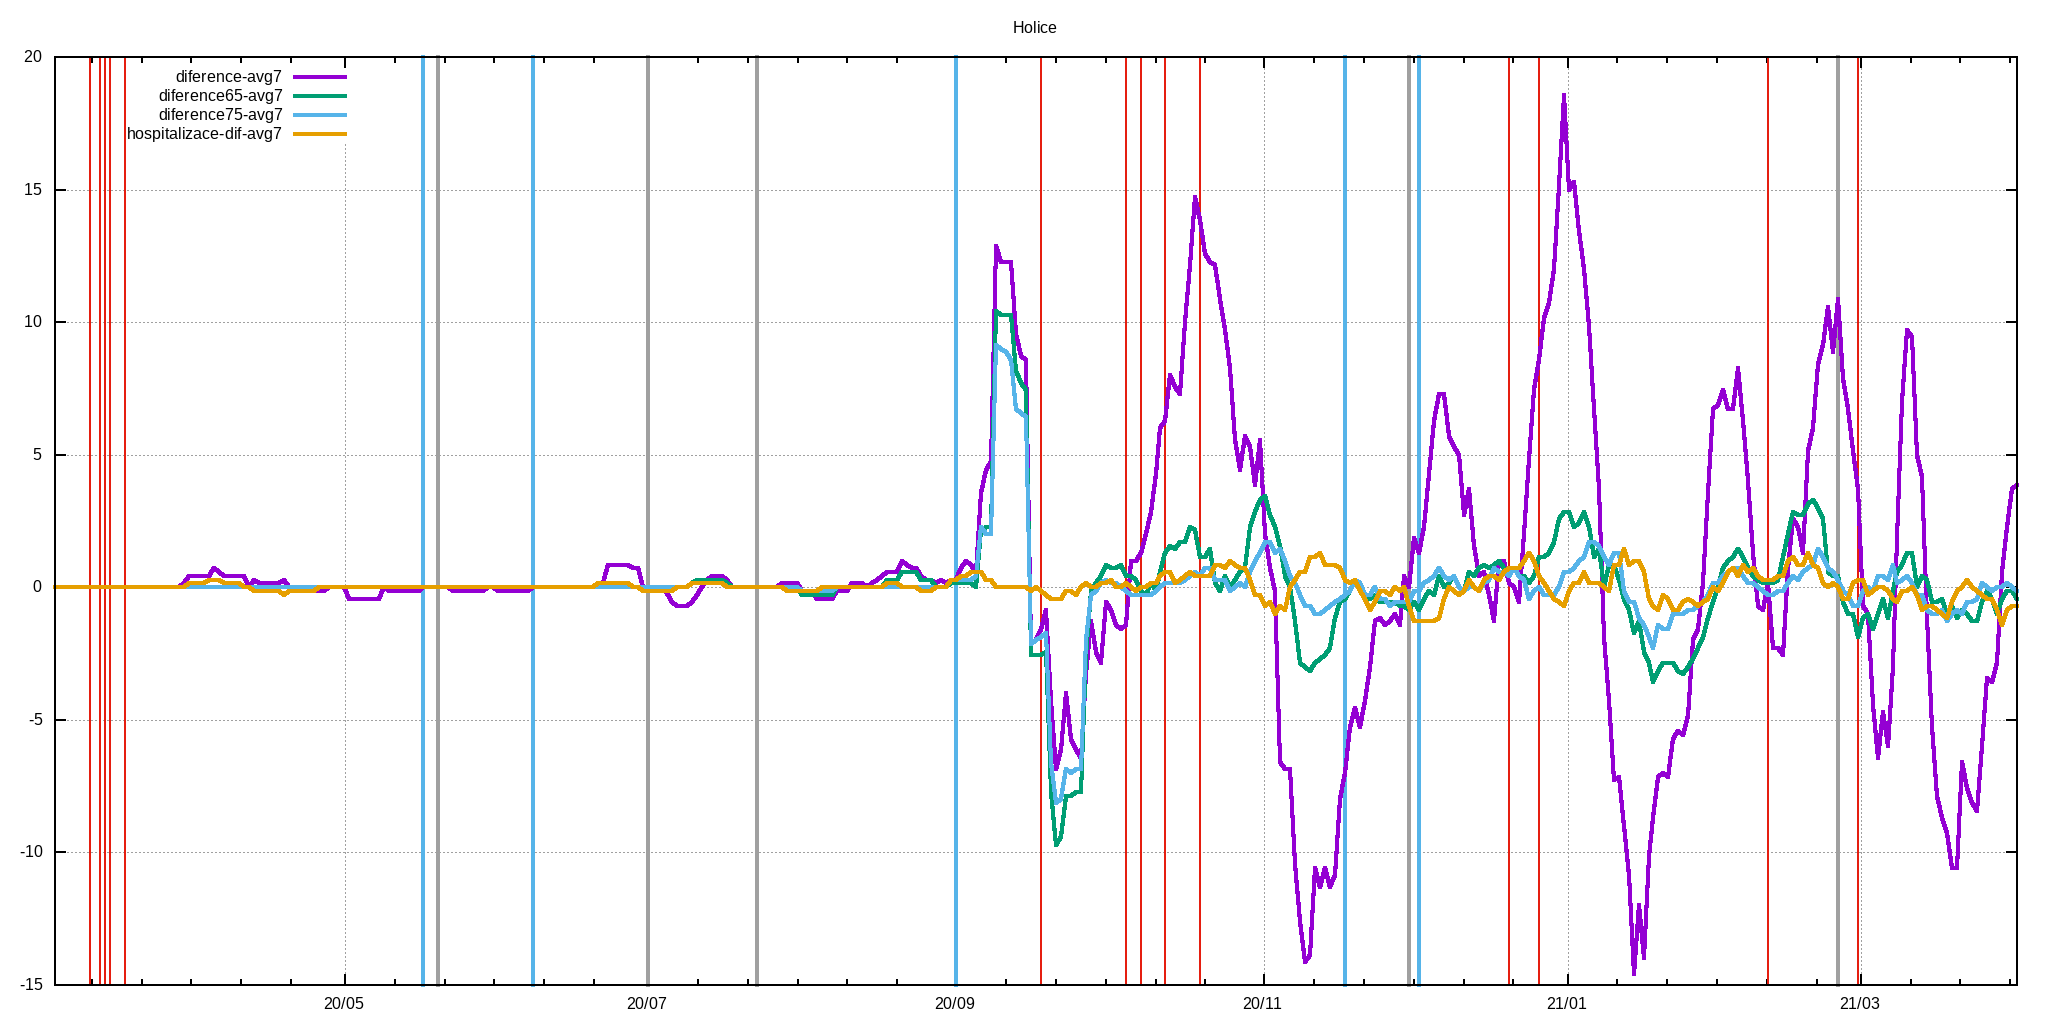 Holice
20
diference-avg7
diference65-avg7
diference75-avg7
hospitalizace-dif-avg7
15
10
5
0
-5
-10
-15
20/05 20/07 20/09 20/11 21/01 21/03